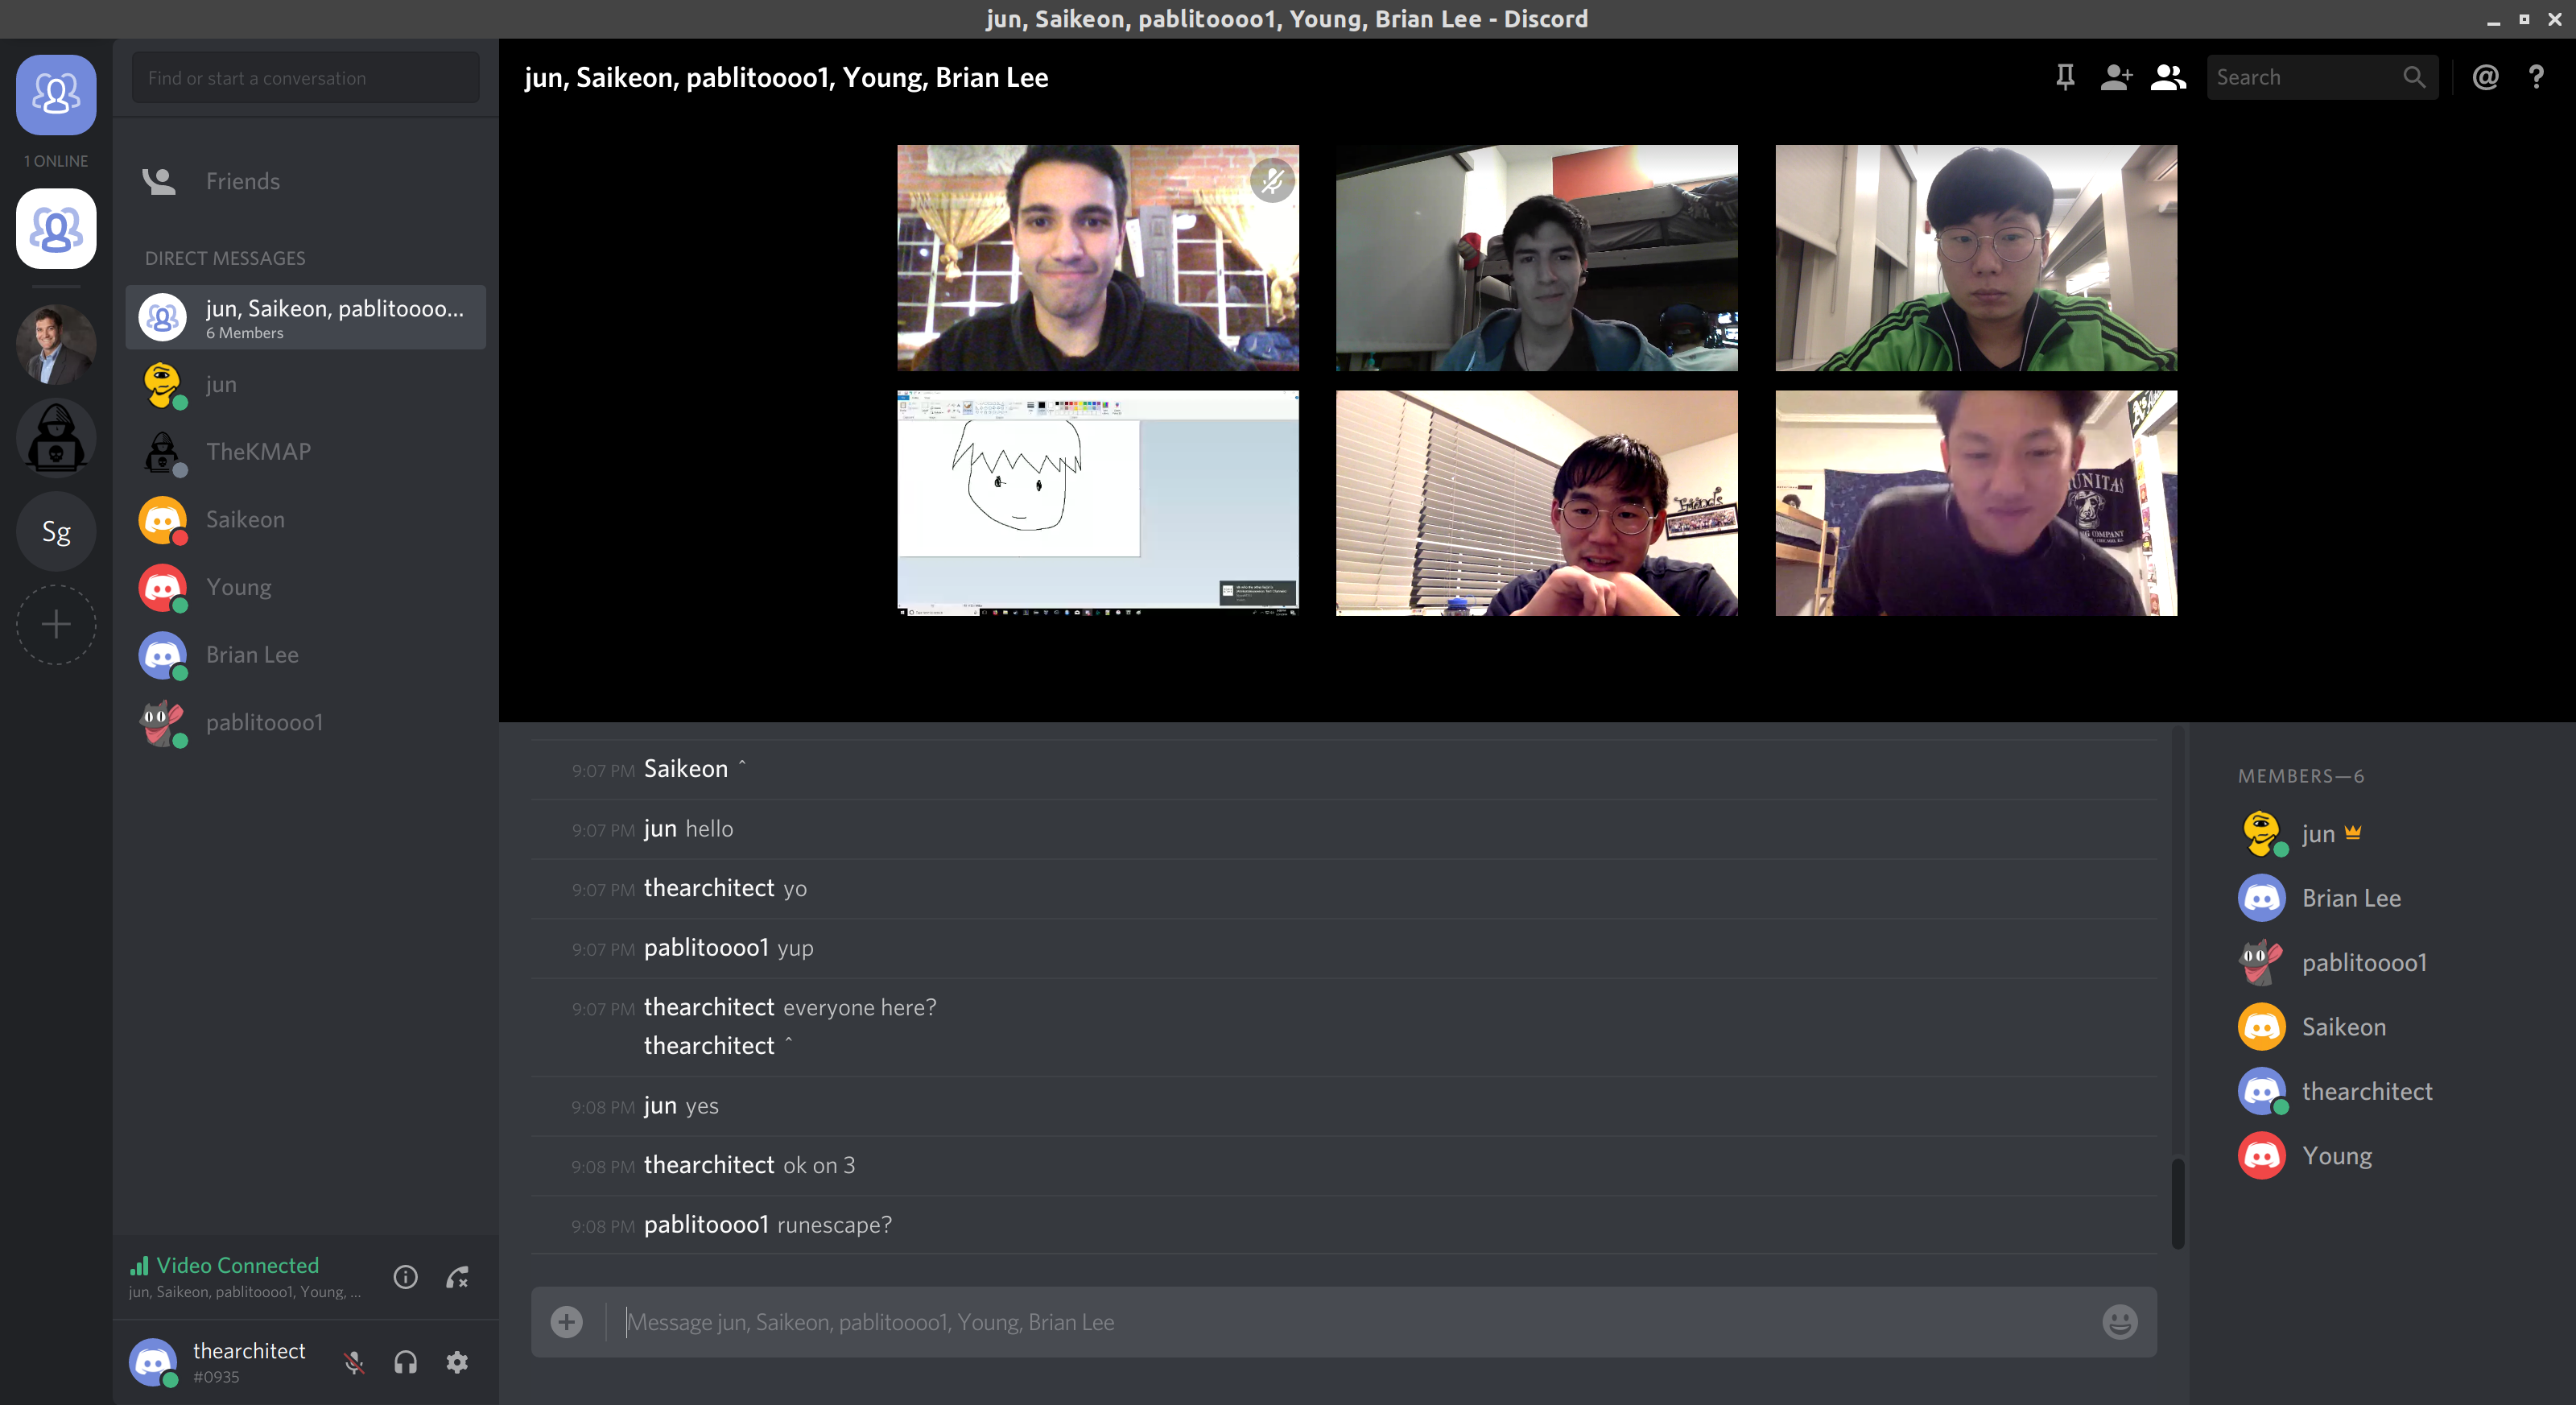 jun, Saikeon, pablitoooo1, Young, Brian Lee - Discord
Find or start a conversation
jun, Saikeon, pablitoooo1, Young, Brian Lee
Search
1 ONLINE
Friends
DIRECT MESSAGES
jun, Saikeon, pablitoooo...
6 Members
jun
TheKMAP
Saikeon
Sg
Young
Brian Lee
pablitoooo1
Friends
UNITAS
NG COMPANY
9:07 PM Saikeon ^
9:07 PM jun hello
9:07 PM thearchitect yo
9:07 PM pablitoooo1 yup
9:07 PM thearchitect everyone here?
thearchitect ^
9:08 PM jun yes
9:08 PM thearchitect ok on 3
9:08 PM pablitoooo1 runescape?
Message jun, Saikeon, pablitoooo1, Young, Brian Lee
MEMBERS—6
jun
Brian Lee
pablitoooo1
Saikeon
thearchitect
Young
Video Connected
jun, Saikeon, pablitoooo1, Young, ...
thearchitect
#0935